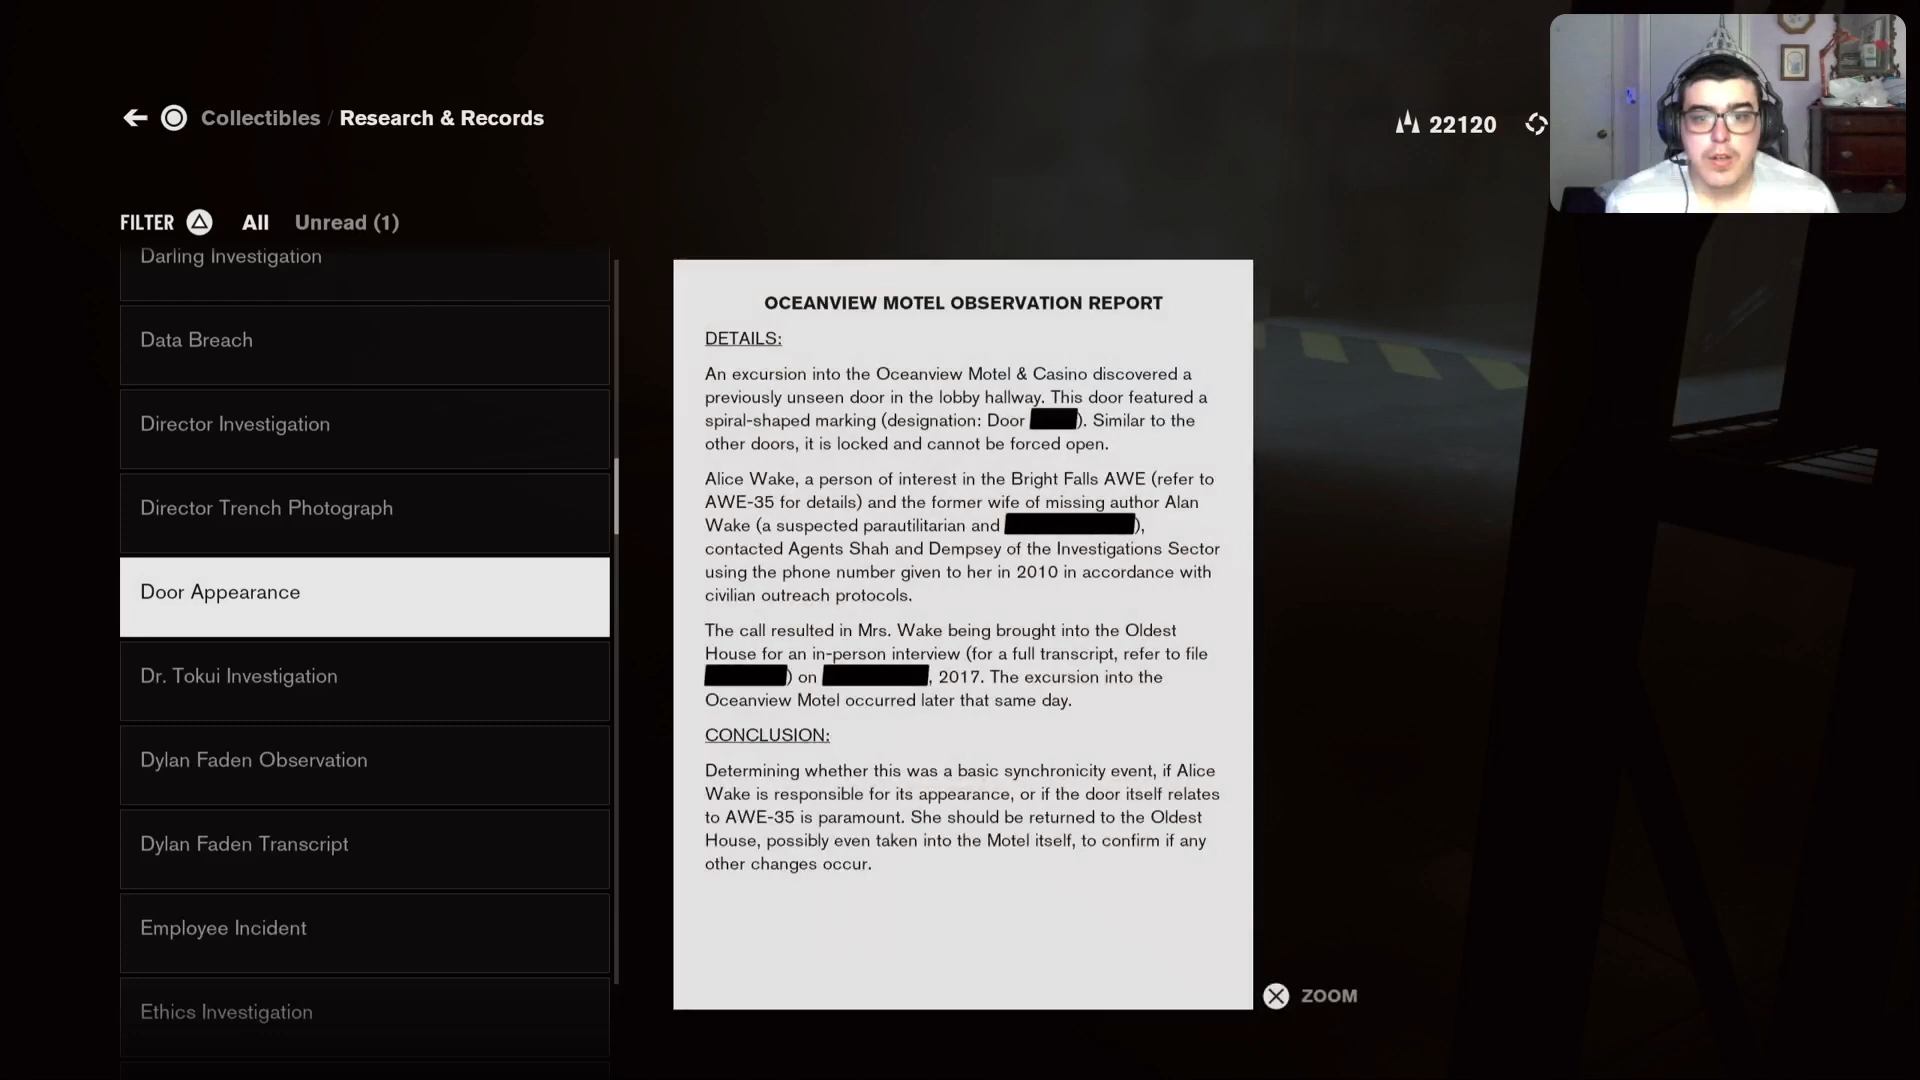 Collectibles / Research & Records
22120
FILTER All Unread (1)
Darling Investigation
Data Breach
Director Investigation
Director Trench Photograph
Door Appearance
Dr. Tokui Investigation
Dylan Faden Observation
Dylan Faden Transcript
Employee Incident
Ethics Investigation
OCEANVIEW MOTEL OBSERVATION REPORT
DETAILS:
An excursion into the Oceanview Motel & Casino discovered a
previously unseen door in the lobby hallway. This door featured a
spiral-shaped marking (designation: Door ). Similar to the
other doors, it is locked and cannot be forced open.
Alice Wake, a person of interest in the Bright Falls AWE (refer to
AWE-35 for details) and the former wife of missing author Alan
Wake (a suspected parautilitarian and ),
contacted Agents Shah and Dempsey of the Investigations Sector
using the phone number given to her in 2010 in accordance with
civilian outreach protocols.
The call resulted in Mrs. Wake being brought into the Oldest
House for an in-person interview (for a full transcript, refer to file
) on , 2017. The excursion into the
Oceanview Motel occurred later that same day.
CONCLUSION:
Determining whether this was a basic synchronicity event, if Alice
Wake is responsible for its appearance, or if the door itself relates
to AWE-35 is paramount. She should be returned to the Oldest
House, possibly even taken into the Motel itself, to confirm if any
other changes occur.
ZOOM